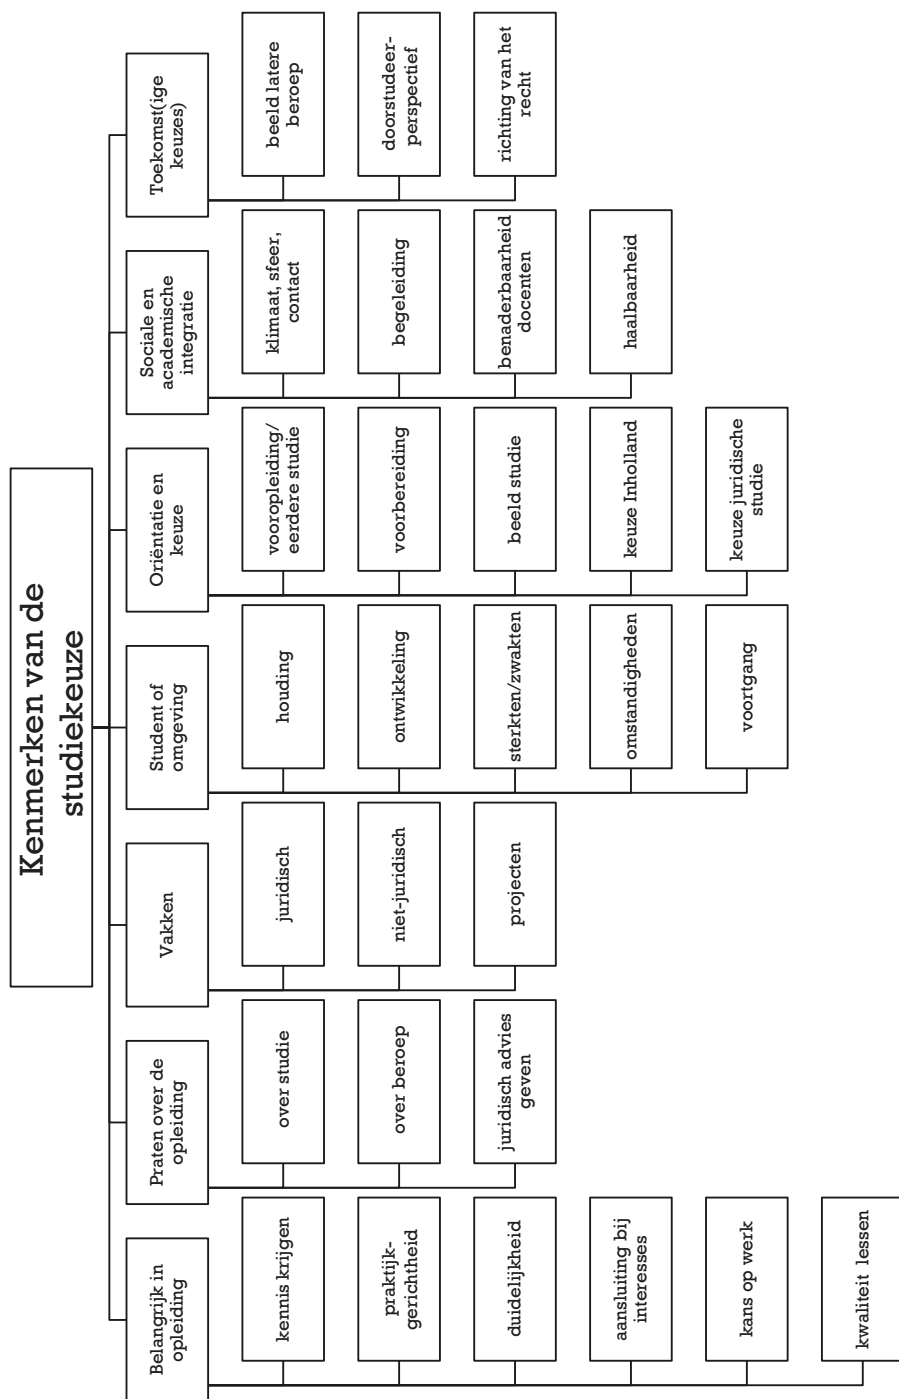 Kenmerken van de
studiekeuze
Belangrijk in
opleiding
kennis krijgen
praktijk-
gerichtheid
duidelijkheid
aansluiting bij
interesses
kans op werk
kwaliteit lessen
Praten over de
opleiding
over studie
over beroep
juridisch advies
geven
Vakken
juridisch
niet-juridisch
projecten
Student of
omgeving
houding
ontwikkeling
sterkten/zwakten
omstandigheden
voortgang
Oriëntatie en
keuze
vooropleiding/
eerdere studie
voorbereiding
beeld studie
keuze Inholland
keuze juridische
studie
Sociale en
academische
integratie
klimaat, sfeer,
contact
begeleiding
benaderbaarheid
docenten
haalbaarheid
Toekomst(ige
keuzes)
beeld latere
beroep
doorstudeer-
perspectief
richting van het
recht